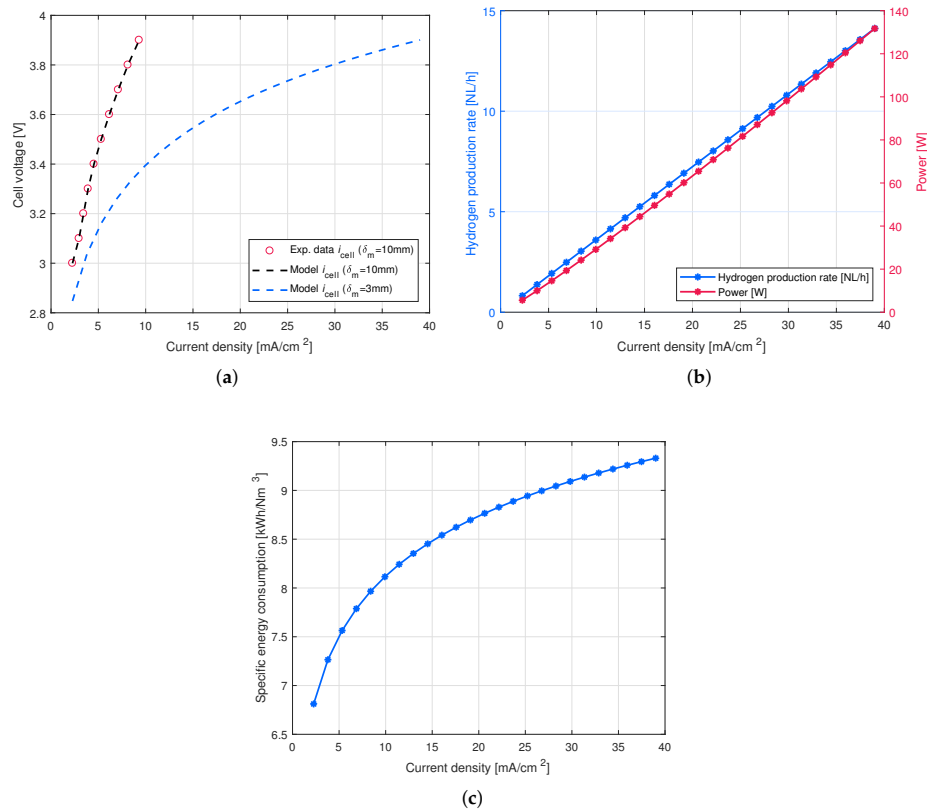 4
3.8
3.6
3.4
3.2
3
2.8
Cell voltage [V]
0 5 10 15 20 25 30 35 40
Current density [mA/cm 2]
Exp. data i cell (δm=10mm)
Model i cell (δm=10mm)
Model i cell (δm=3mm)
(a)
15
10
5
0
Hydrogen production rate [NL/h]
140
120
100
80
60
40
20
0
Power [W]
0 5 10 15 20 25 30 35 40
Current density [mA/cm 2]
Hydrogen production rate [NL/h]
Power [W]
(b)
9.5
9
8.5
8
7.5
7
6.5
Specific energy consumption [kWh/Nm 3]
0 5 10 15 20 25 30 35 40
Current density [mA/cm 2]
(c)